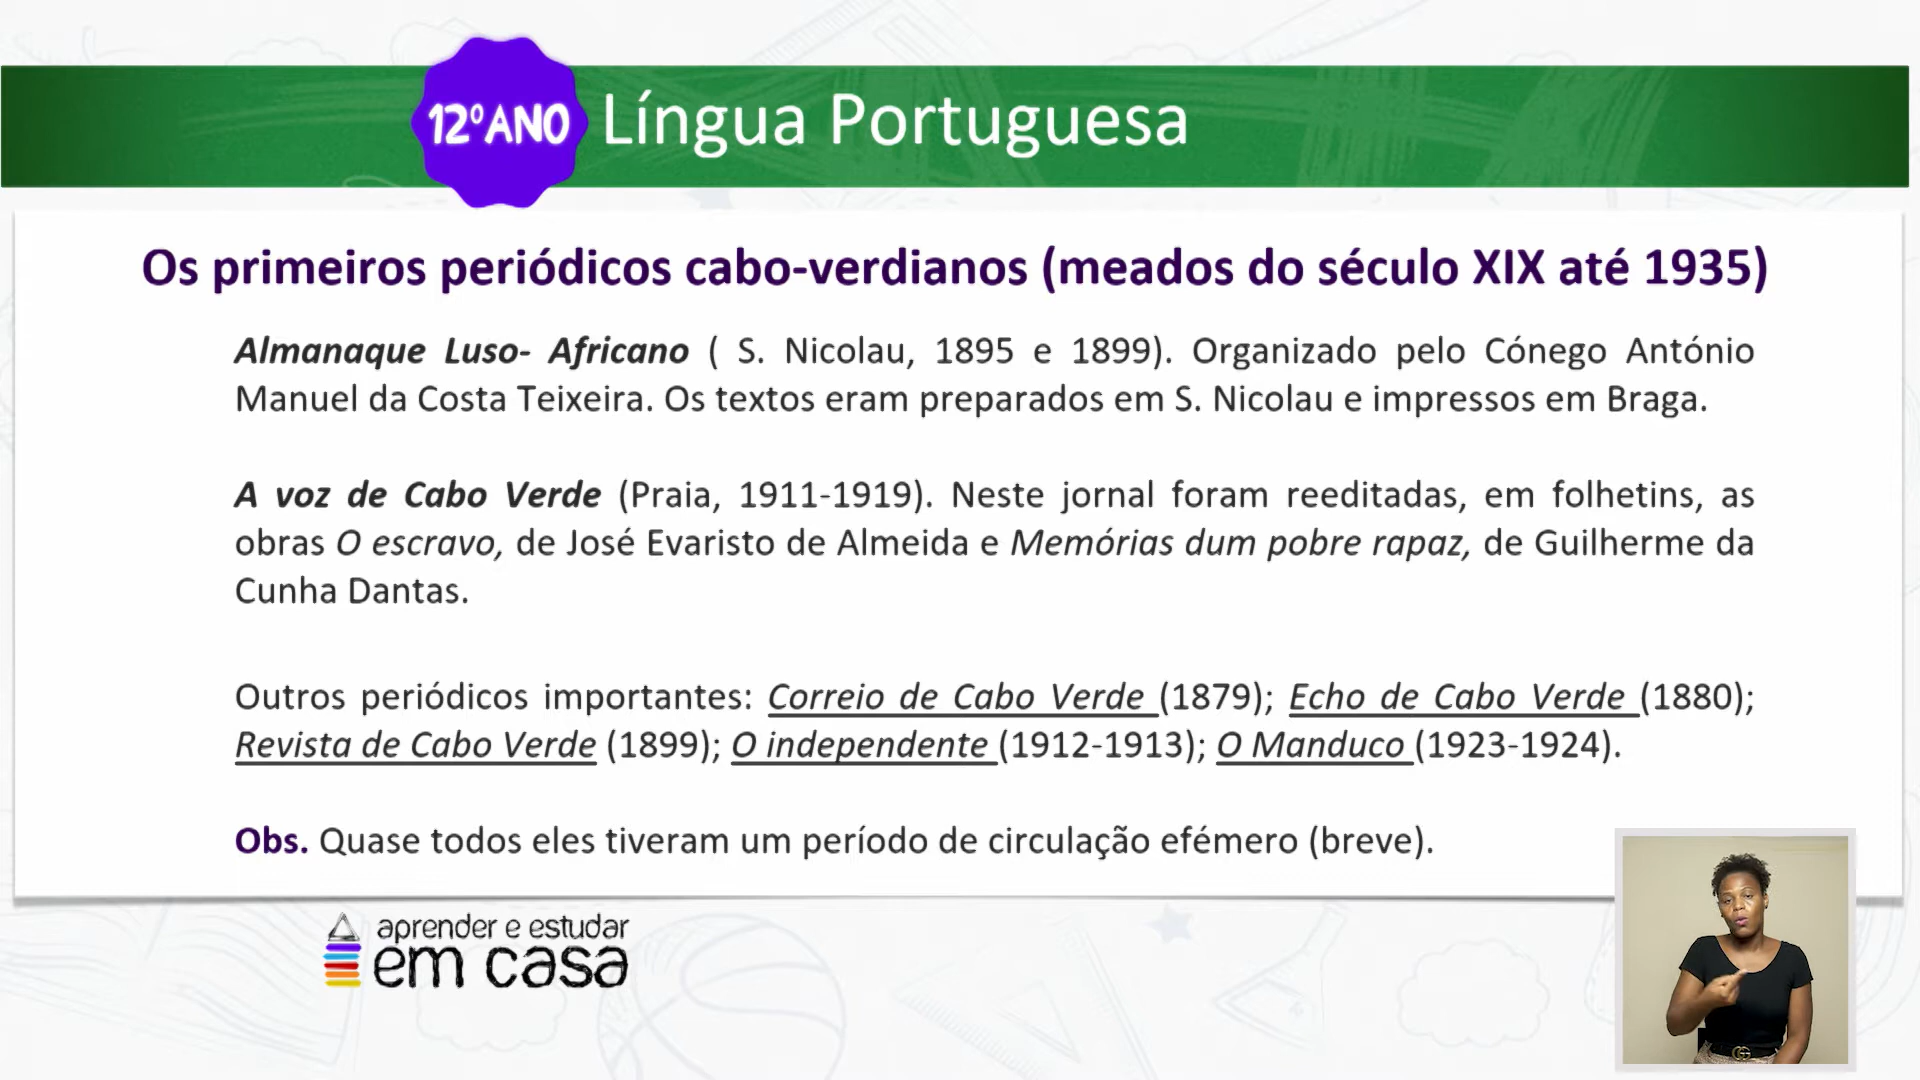 12ºANO Língua Portuguesa
Os primeiros periódicos cabo-verdianos (meados do século XIX até 1935)
Almanaque Luso- Africano ( S. Nicolau, 1895 e 1899). Organizado pelo Cónego António
Manuel da Costa Teixeira. Os textos eram preparados em S. Nicolau e impressos em Braga.
A voz de Cabo Verde (Praia, 1911-1919). Neste jornal foram reeditadas, em folhetins, as
obras O escravo, de José Evaristo de Almeida e Memórias dum pobre rapaz, de Guilherme da
Cunha Dantas.
Outros periódicos importantes: Correio de Cabo Verde (1879); Echo de Cabo Verde (1880);
Revista de Cabo Verde (1899); O independente (1912-1913); O Manduco (1923-1924).
Obs. Quase todos eles tiveram um período de circulação efémero (breve).
aprender e estudar
em casa